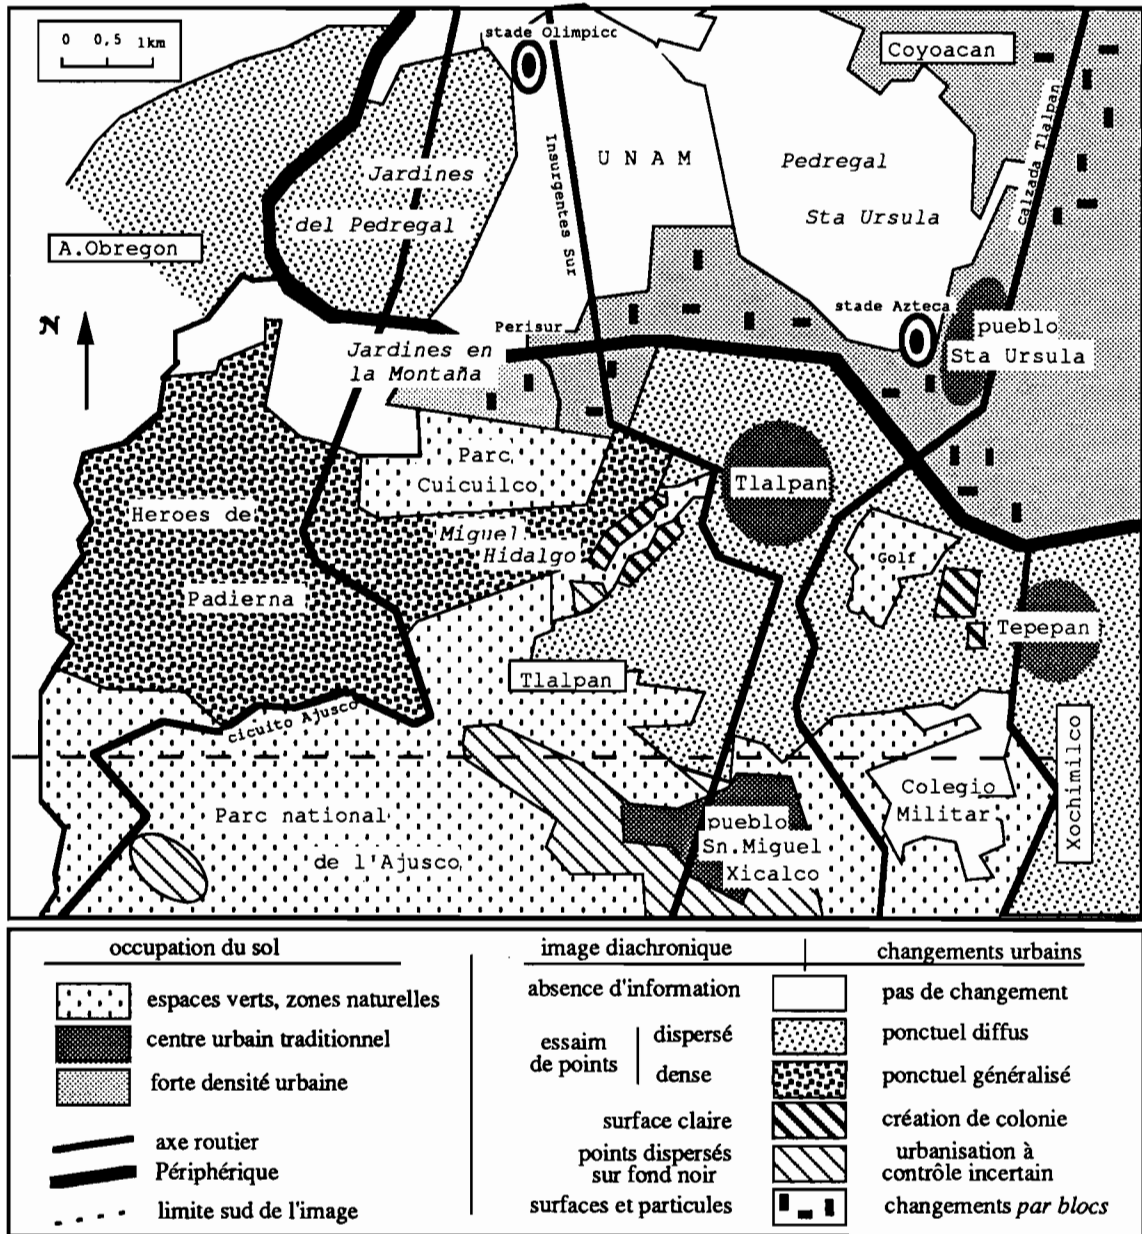 0 0,5 1km
stade Olimpico
Coyoacan
Calzada Tlalpan
Insurgentes Sur
U N A M
Pedregal
Sta Ursula
Jardines
del Pedregal
A.Obregon
N
stade Azteca
Perisur
pueblo
Sta Ursula
Jardines en
la Montaña
Parc
Cuicuilco
Tlalpan
Heroes de
Padierna
Miguel
Hidalgo
Golf
Tepepan
Tlalpan
cicuito Ajusco
Xochimilco
Colegio
Militar
Parc national
de l'Ajusco
pueblo
Sn.Miguel
Xicalco
occupation du sol
espaces verts, zones naturelles
centre urbain traditionnel
forte densité urbaine
axe routier
Périphérique
limite sud de l'image
image diachronique changements urbains
absence d'information pas de changement
essaim de points
dispersé ponctuel diffus
dense ponctuel généralisé
surface claire création de colonie
points dispersés sur fond noir
urbanisation à contrôle incertain
surfaces et particules changements par blocs